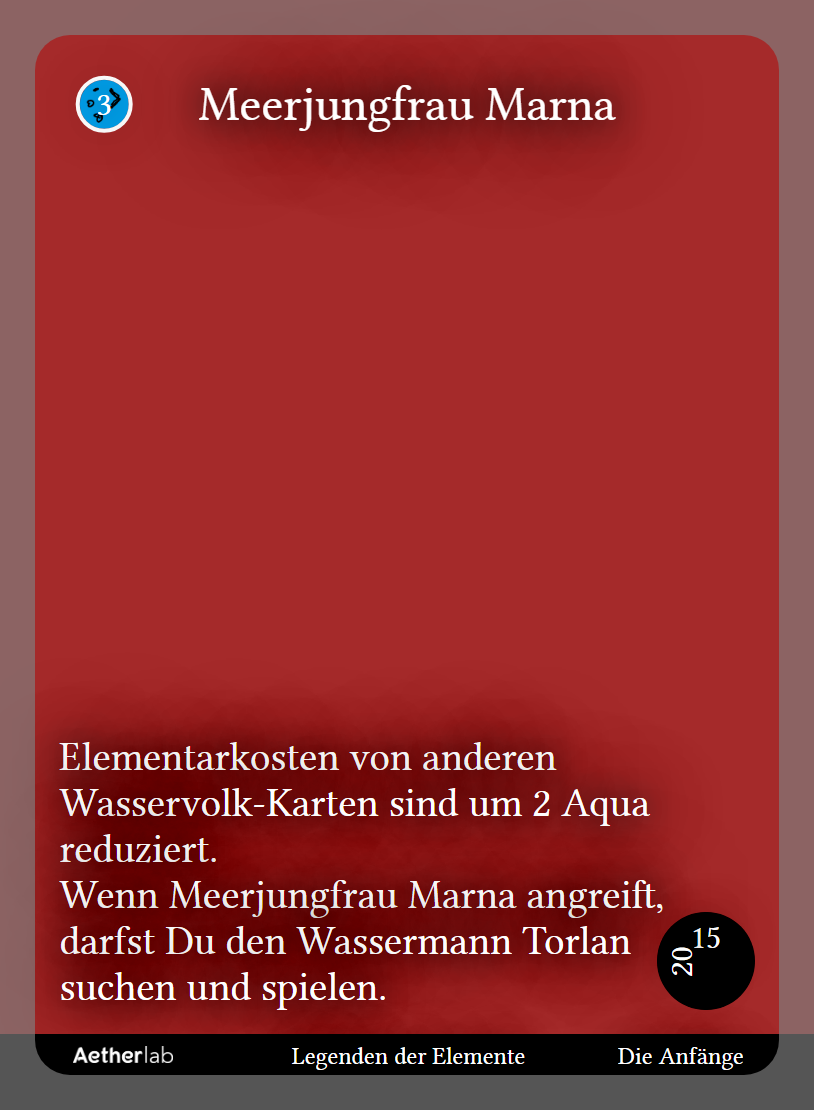 3
Meerjungfrau Marna
Elementarkosten von anderen
Wasservolk-Karten sind um 2 Aqua
reduziert.
Wenn Meerjungfrau Marna angreift,
darfst Du den Wassermann Torlan
suchen und spielen.
15
20
Aetherlab
Legenden der Elemente
Die Anfänge